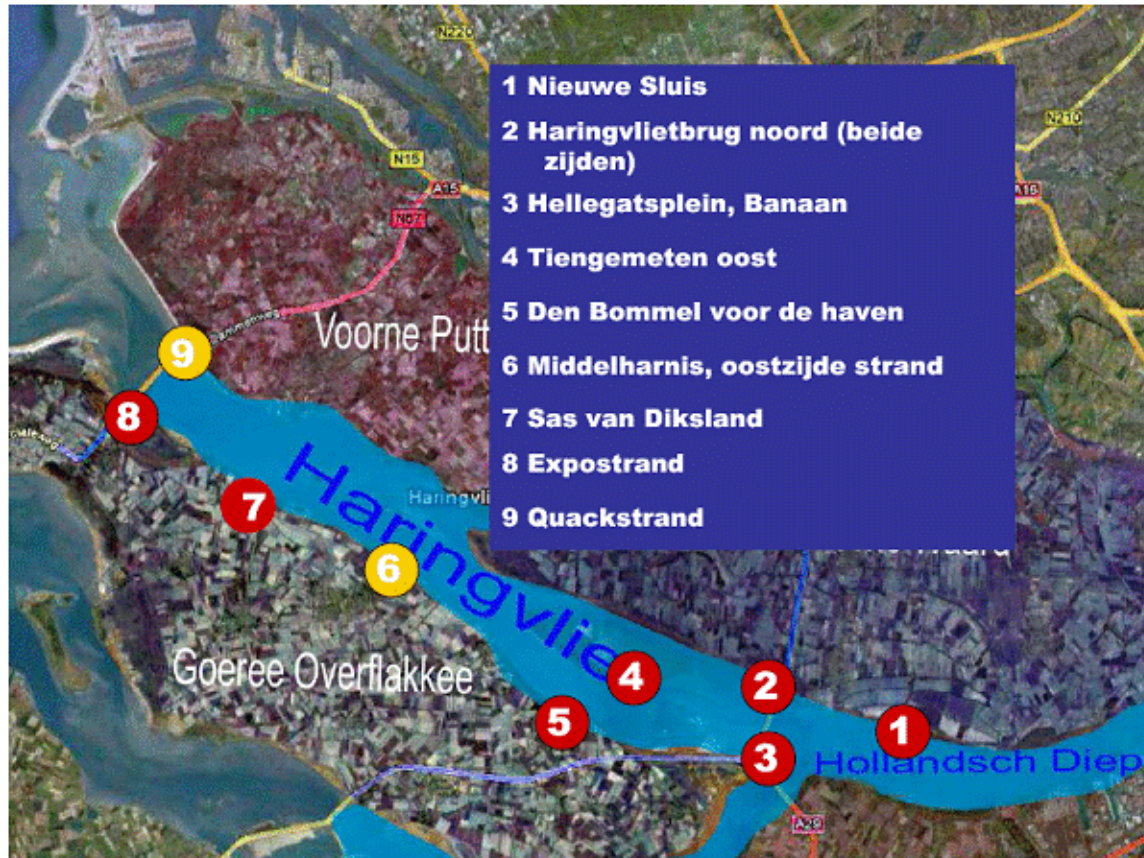 N220
1 Nieuwe Sluis
2 Haringvlietbrug noord (beide
zijden)
3 Hellegatsplein, Banaan
4 Tiengemeten oost
5 Den Bommel voor de haven
6 Middelharnis, oostzijde strand
7 Sas van Diksland
8 Expostrand
9 Quackstrand
N210
N15
A15
A16
N57
Voorne Putt
9
8
Haringvli
7
Haringvlie
6
Goeree Overflakkee
4
2
5
1
3
Hollandsch Diep
A29